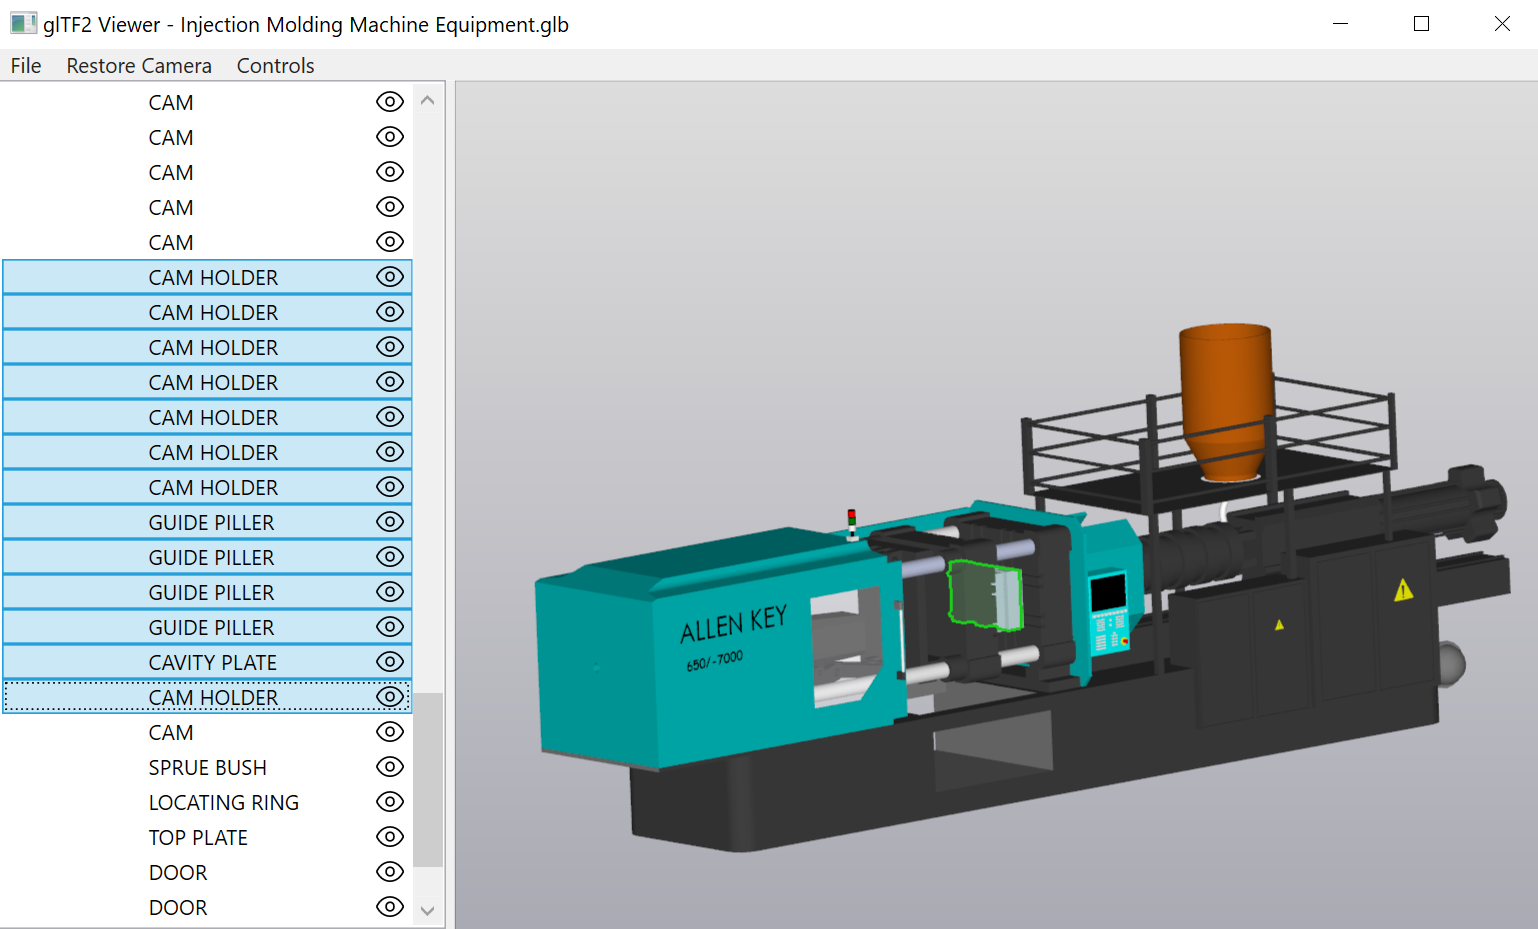 glTF2 Viewer - Injection Molding Machine Equipment.glb
File Restore Camera Controls
CAM
CAM
CAM
CAM
CAM
CAM HOLDER
CAM HOLDER
CAM HOLDER
CAM HOLDER
CAM HOLDER
CAM HOLDER
CAM HOLDER
GUIDE PILLER
GUIDE PILLER
GUIDE PILLER
GUIDE PILLER
CAVITY PLATE
CAM HOLDER
CAM
SPRUE BUSH
LOCATING RING
TOP PLATE
DOOR
DOOR
ALLEN KEY
650/-7000